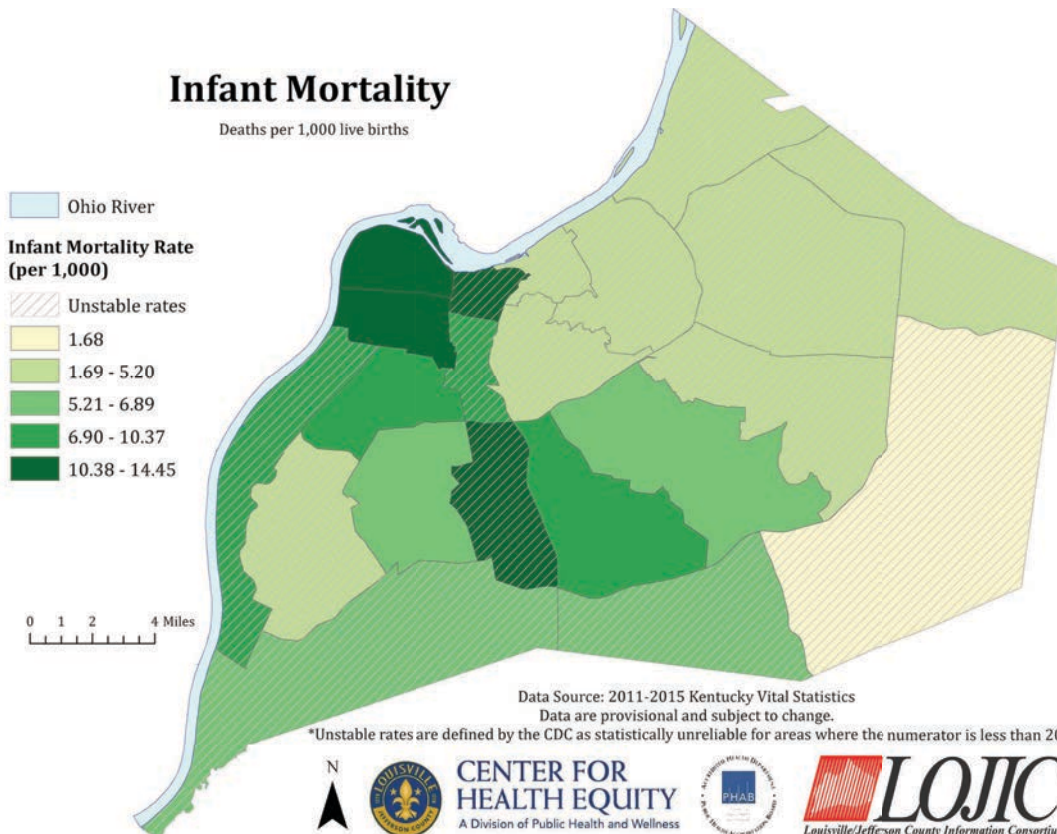 Infant Mortality
Deaths per 1,000 live births
Ohio River
Infant Mortality Rate
(per 1,000)
Unstable rates
1.68
1.69 - 5.20
5.21 - 6.89
6.90 - 10.37
10.38 - 14.45
0 1 2 4 Miles
Data Source: 2011-2015 Kentucky Vital Statistics
Data are provisional and subject to change.
*Unstable rates are defined by the CDC as statistically unreliable for areas where the numerator is less than 20
N
LOUISVILLE
JEFFERSON COUNTY
CENTER FOR
HEALTH EQUITY
A Division of Public Health and Wellness
PHAB
LOJIC
Louisville/Jefferson County Information Consortiu